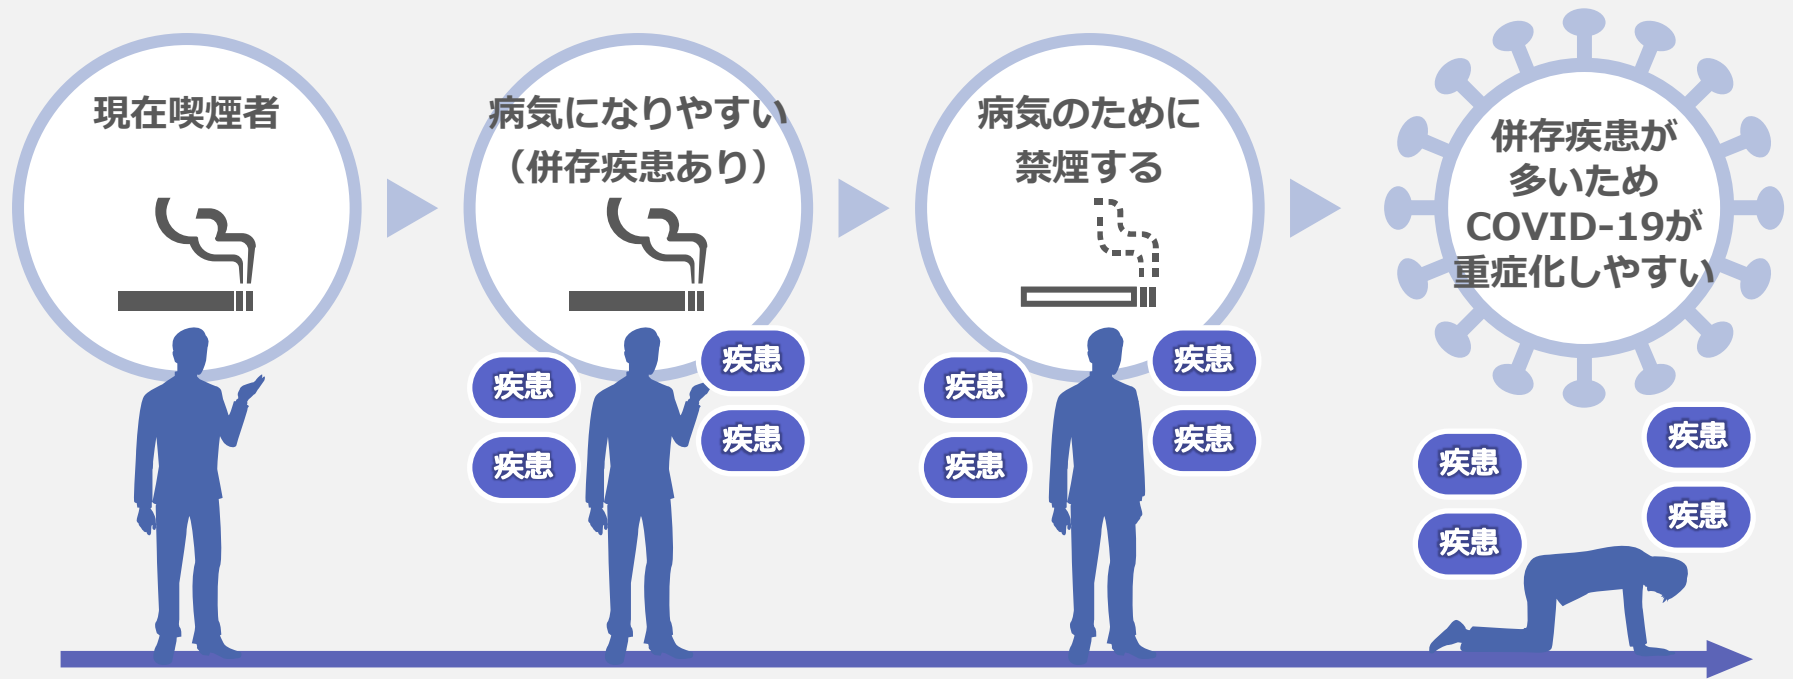 現在喫煙者
病気になりやすい
（併存疾患あり）
病気のために
禁煙する
併存疾患が
多いため
COVID-19が
重症化しやすい
疾患
疾患
疾患
疾患
疾患
疾患
疾患
疾患
疾患
疾患
疾患
疾患